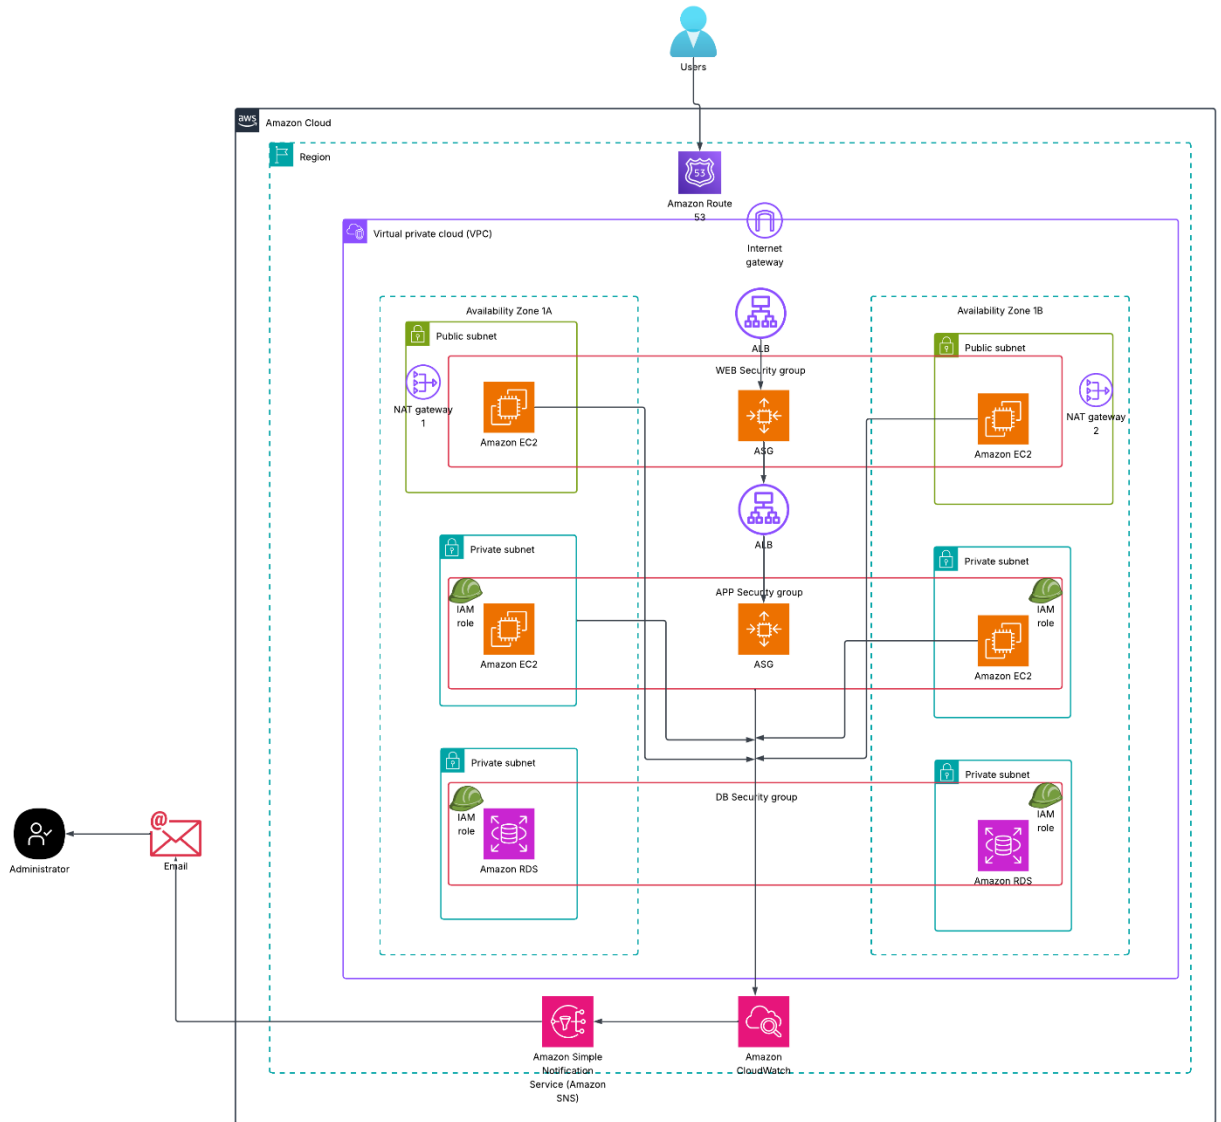 Users
aws
Amazon Cloud
Region
53
Amazon Route
53
Virtual private cloud (VPC)
Internet
gateway
Availability Zone 1A
Availability Zone 1B
Public subnet
Public subnet
ALB
WEB Security group
NAT gateway
1
NAT gateway
2
Amazon EC2
ASG
Amazon EC2
Private subnet
ALB
Private subnet
APP Security group
IAM
role
IAM
role
Amazon EC2
ASG
Amazon EC2
Private subnet
Private subnet
DB Security group
IAM
role
IAM
role
Amazon RDS
Amazon RDS
@
Administrator
Email
Amazon Simple
Notification
Service (Amazon
SNS)
Amazon
CloudWatch